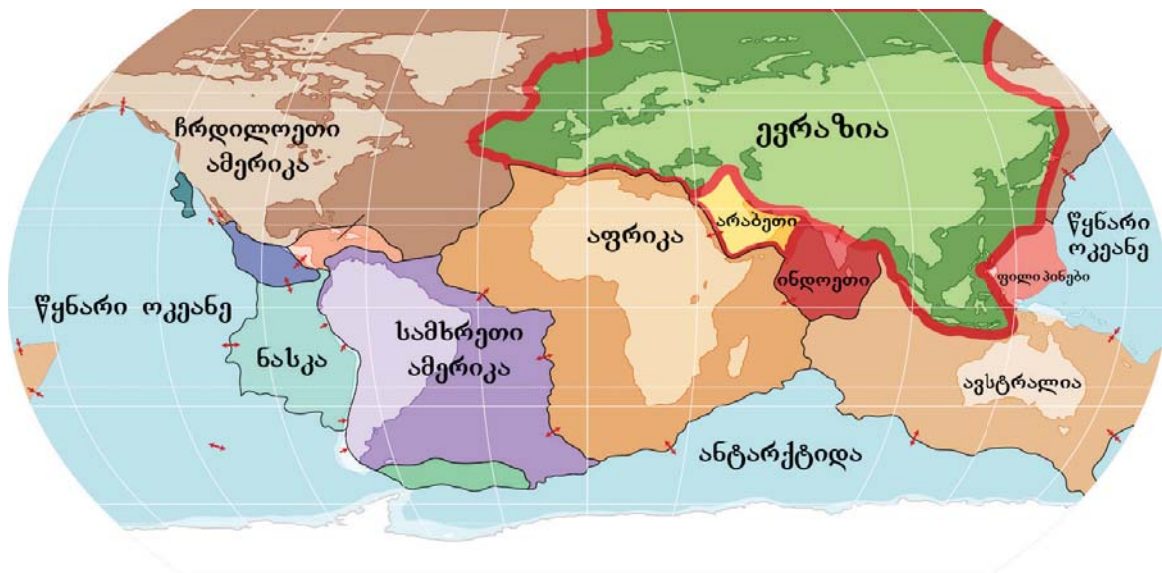 ჩრდილოეთი
ამერიკა
ევრაზია
აფრიკა
არაბეთი
წყნარი
ოკეანე
ინდოეთი
ფილიპინები
წყნარი ოკეანე
ნასკა
სამხრეთი
ამერიკა
ავსტრალია
ანტარქტიდა